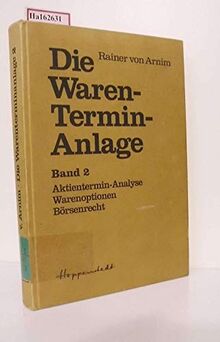 Ha162631
Rainer von Arnim
Die
Waren-
Termin-
Anlage
Band 2
Aktientermin-Analyse
Warenoptionen
Börsenrecht
Hoppenstedt
v. Arnim Die Warenterminanlage 2